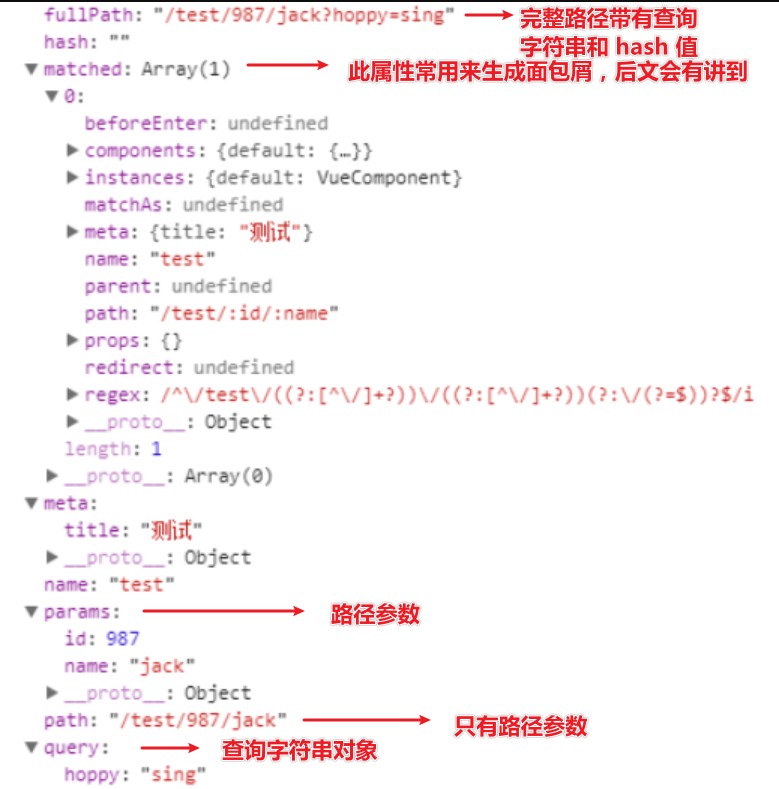 fullPath: "/test/987/jack?hoppy=sing" 完整路径带有查询
hash: "" 字符串和 hash 值
▼matched: Array(1) 此属性常用来生成面包屑，后文会有讲到
▼0:
beforeEnter: undefined
▶components: {default: {…}}
▶instances: {default: VueComponent}
matchAs: undefined
▶meta: {title: "测试"}
name: "test"
parent: undefined
path: "/test/:id/:name"
▶props: {}
redirect: undefined
▶regex: /^\/test\/((?:[^\/]+?))\/((?:[^\/]+?))(?:\/(?=$))?$/i
▶__proto__: Object
length: 1
▶__proto__: Array(0)
▼meta:
title: "测试"
▶__proto__: Object
name: "test"
▼params: 路径参数
id: 987
name: "jack"
▶__proto__: Object
path: "/test/987/jack" 只有路径参数
▼query: 查询字符串对象
hoppy: "sing"